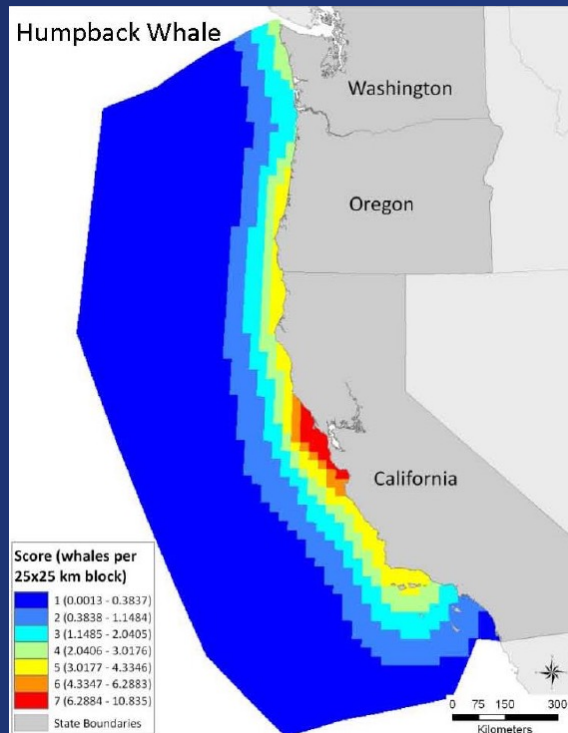 Humpback Whale
Washington
Oregon
California
Score (whales per
25x25 km block)
1 (0.0013 - 0.3837)
2 (0.3838 - 1.1484)
3 (1.1485 - 2.0405)
4 (2.0406 - 3.0176)
5 (3.0177 - 4.3346)
6 (4.3347 - 6.2883)
7 (6.2884 - 10.835)
State Boundaries
0 75 150 300
Kilometers